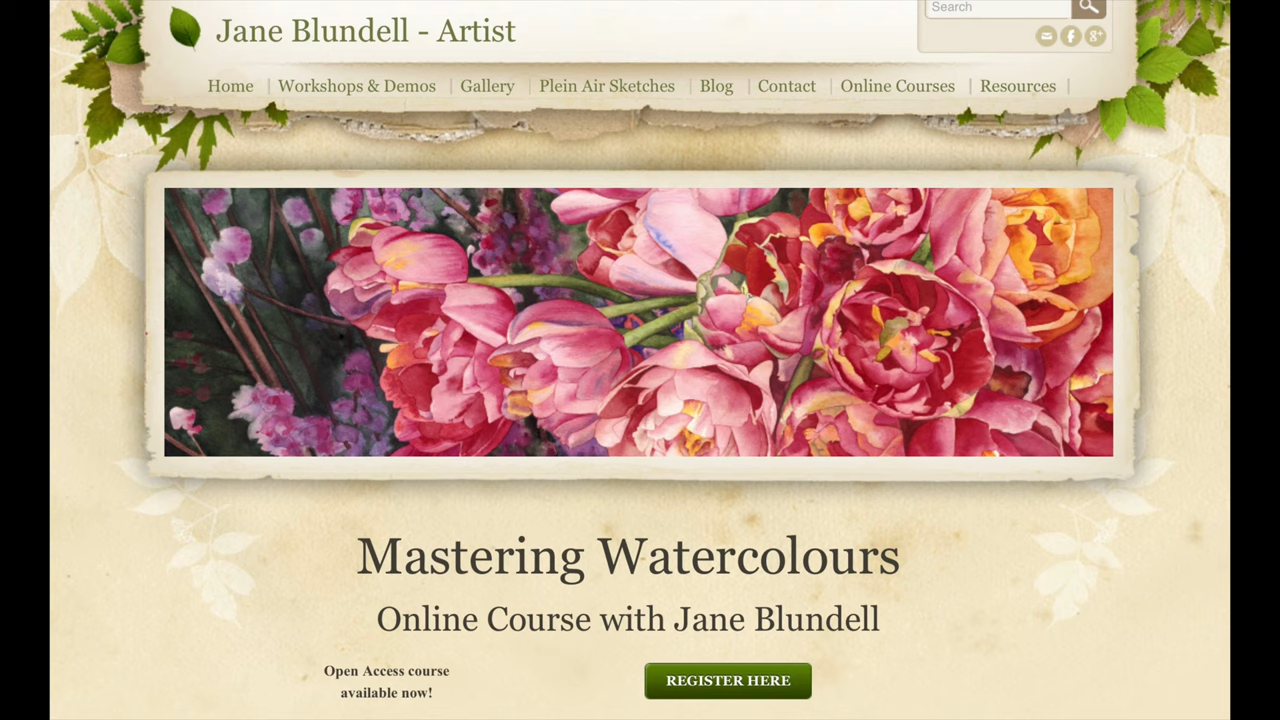 Search
Jane Blundell - Artist
Home | Workshops & Demos | Gallery | Plein Air Sketches | Blog | Contact | Online Courses | Resources |
Mastering Watercolours
Online Course with Jane Blundell
Open Access course
available now!
REGISTER HERE